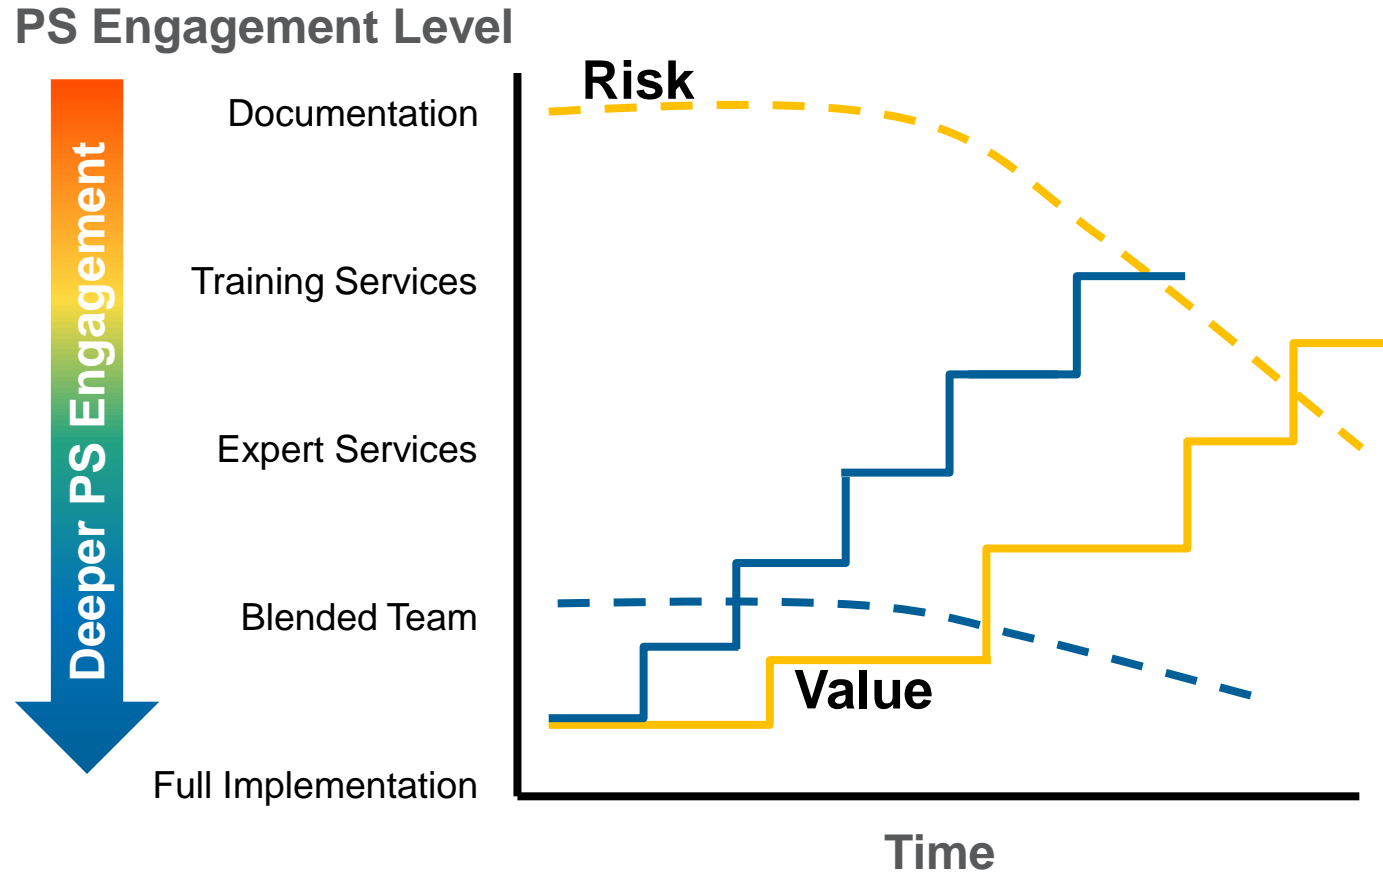 PS Engagement Level
Deeper PS Engagement
Risk
Documentation
Training Services
Expert Services
Blended Team
Value
Full Implementation
Time